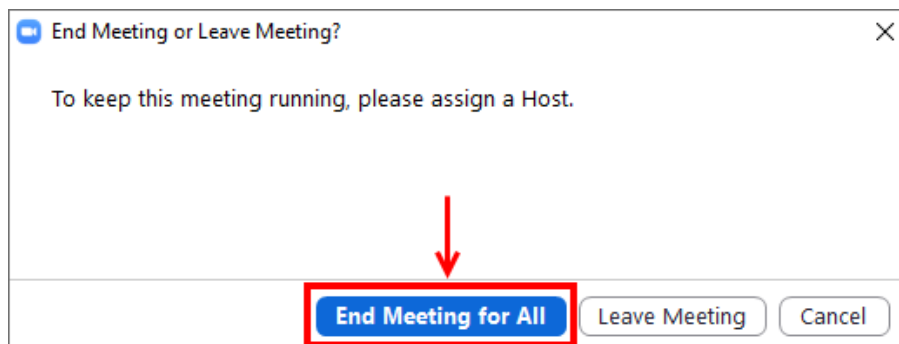 End Meeting or Leave Meeting?
To keep this meeting running, please assign a Host.
End Meeting for All Leave Meeting Cancel